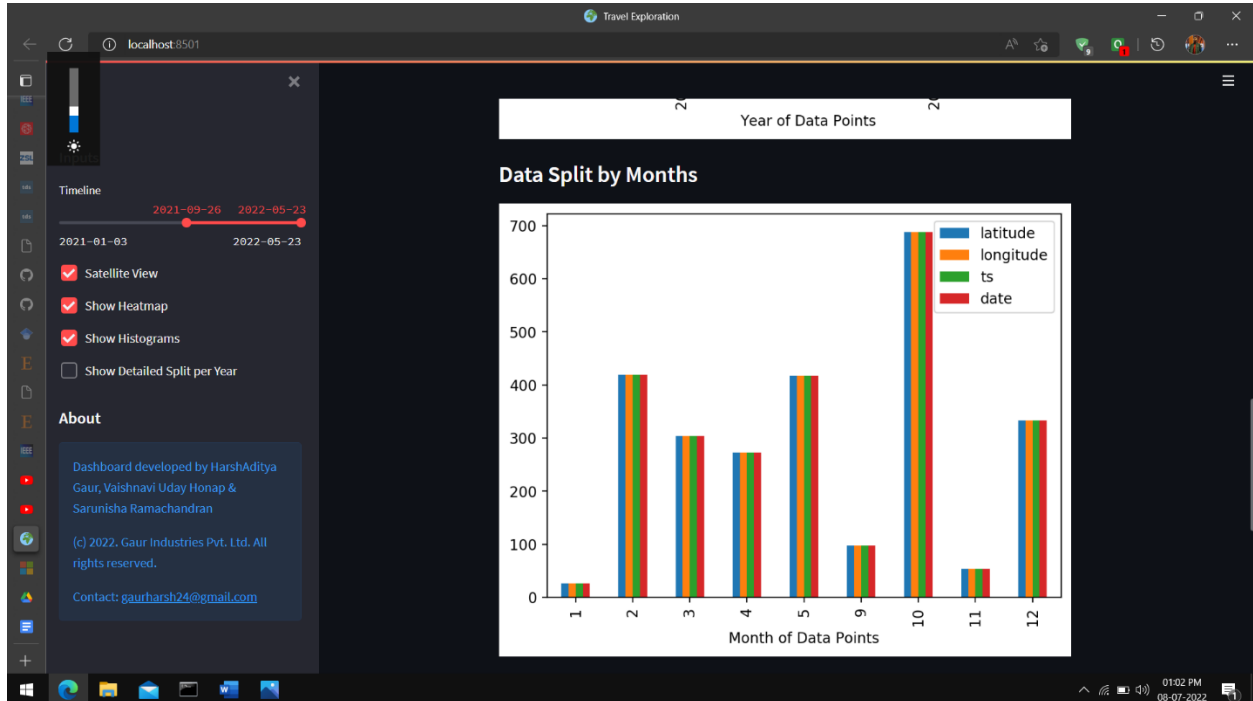 Travel Exploration
localhost:8501
9
1
Inputs
Timeline
2021-09-26 2022-05-23
2021-01-03 2022-05-23
Satellite View
Show Heatmap
Show Histograms
Show Detailed Split per Year
About
Dashboard developed by HarshAditya
Gaur, Vaishnavi Uday Honap &
Sarunisha Ramachandran
(c) 2022. Gaur Industries Pvt. Ltd. All
rights reserved.
Contact: gaurharsh24@gmail.com
Year of Data Points
Data Split by Months
700
600
500
400
300
200
100
0
latitude
longitude
ts
date
1 2 3 4 5 9 10 11 12
Month of Data Points
01:02 PM
08-07-2022
1